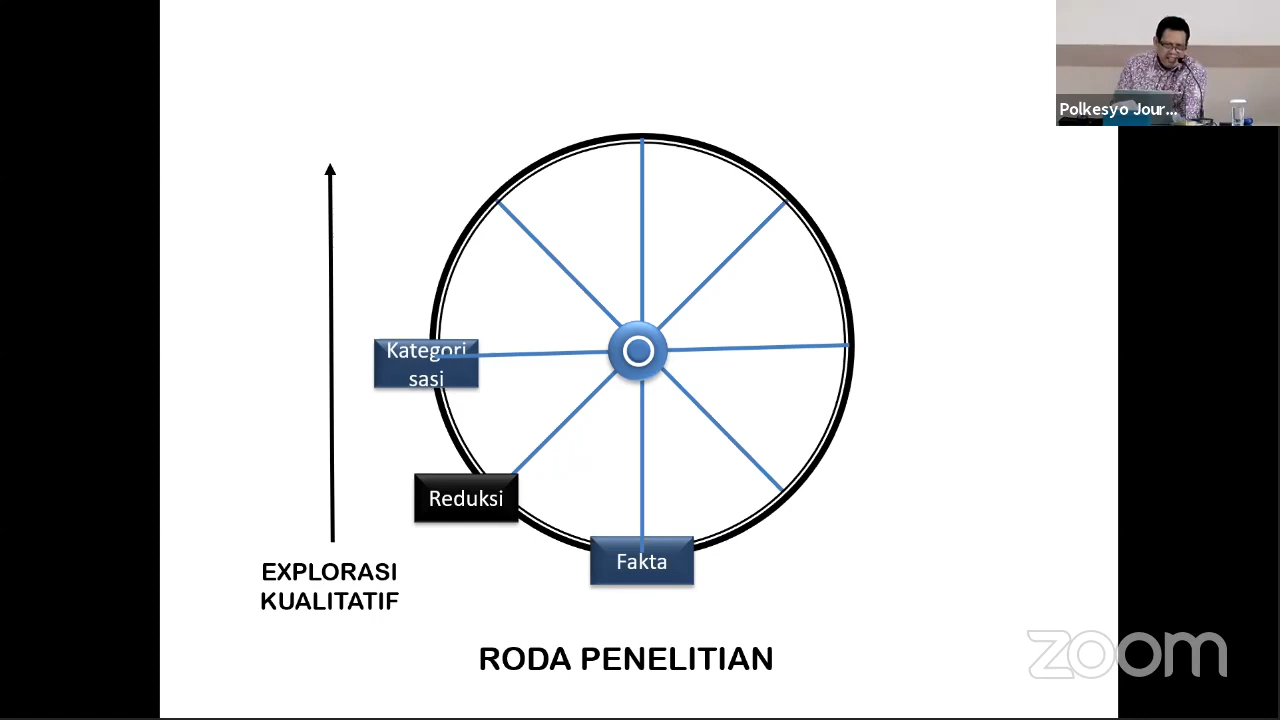 Polkesyo Jour...
Kategori
sasi
Reduksi
Fakta
EXPLORASI
KUALITATIF
RODA PENELITIAN
zoom